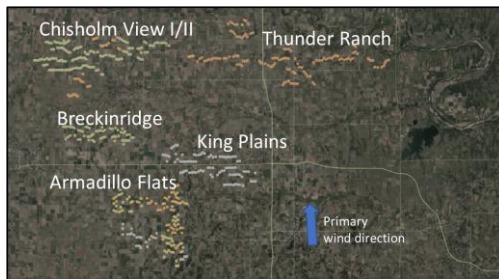 Chisholm View I/II
Thunder Ranch
Breckinridge
King Plains
Armadillo Flats
Primary
wind direction